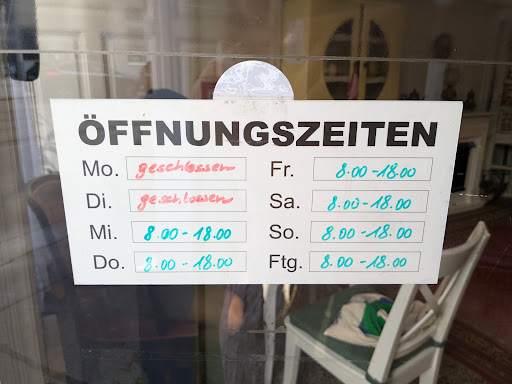 ÖFFNUNGSZEITEN
Mo. geschlossen Fr. 8.00-18.00
Di. geschlossen Sa. 8.00-18.00
Mi. 8.00-18.00 So. 8.00-18.00
Do. 8.00-18.00 Ftg. 8.00-18.00